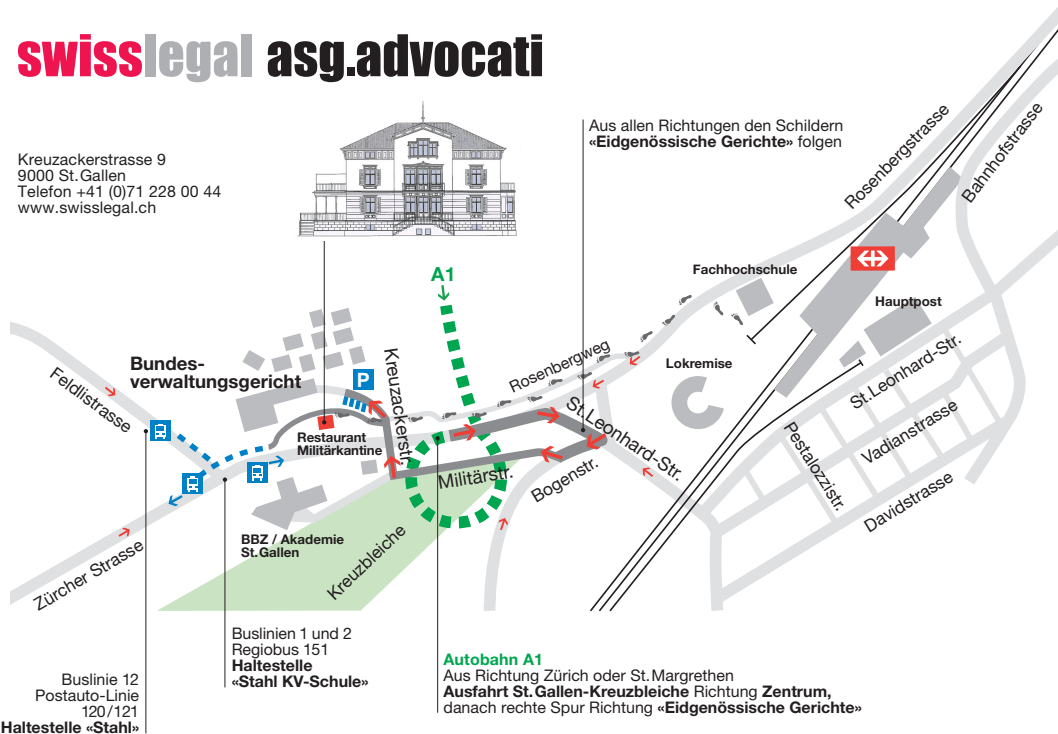 swisslegal asg.advocati
Kreuzackerstrasse 9
9000 St.Gallen
Telefon +41 (0)71 228 00 44
www.swisslegal.ch
Aus allen Richtungen den Schildern
«Eidgenössische Gerichte» folgen
Rosenbergstrasse
Bahnhofstrasse
A1
Fachhochschule
Hauptpost
Bundes-
verwaltungsgericht
P
Kreuzackerstr.
Rosenbergweg
Lokremise
St.Leonhard-Str.
Feldlistrasse
Restaurant
Militärkantine
St.Leonhard-Str.
Vadianstrasse
Pestalozzistr.
Davidstrasse
Militärstr.
Bogenstr.
BBZ / Akademie
St.Gallen
Kreuzbleiche
Zürcher Strasse
Buslinien 1 und 2
Regiobus 151
Haltestelle
«Stahl KV-Schule»
Buslinie 12
Postauto-Linie
120/121
Haltestelle «Stahl»
Autobahn A1
Aus Richtung Zürich oder St.Margrethen
Ausfahrt St.Gallen-Kreuzbleiche Richtung Zentrum,
danach rechte Spur Richtung «Eidgenössische Gerichte»